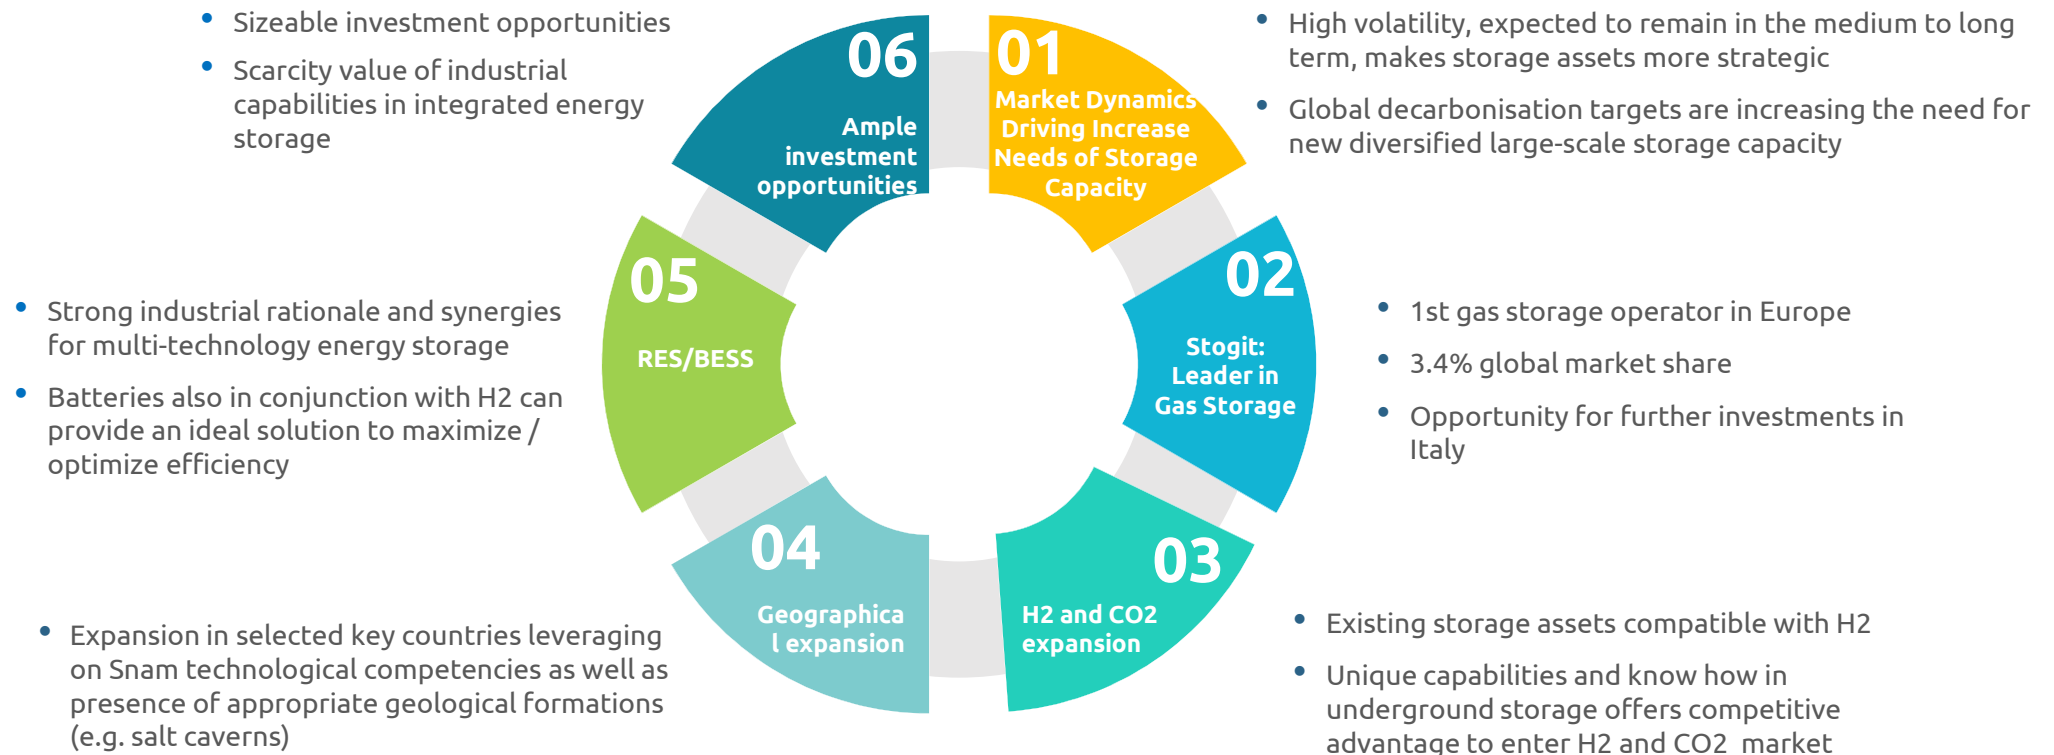 01
Market Dynamics
Driving Increase
Needs of Storage
Capacity
• High volatility, expected to remain in the medium to long
term, makes storage assets more strategic
• Global decarbonisation targets are increasing the need for
new diversified large-scale storage capacity
02
Stogit:
Leader in
Gas Storage
• 1st gas storage operator in Europe
• 3.4% global market share
• Opportunity for further investments in
Italy
03
H2 and CO2
expansion
• Existing storage assets compatible with H2
• Unique capabilities and know how in
underground storage offers competitive
advantage to enter H2 and CO2 market
04
Geographica
l expansion
• Expansion in selected key countries leveraging
on Snam technological competencies as well as
presence of appropriate geological formations
(e.g. salt caverns)
05
RES/BESS
• Strong industrial rationale and synergies
for multi-technology energy storage
• Batteries also in conjunction with H2 can
provide an ideal solution to maximize /
optimize efficiency
06
Ample
investment
opportunities
• Sizeable investment opportunities
• Scarcity value of industrial
capabilities in integrated energy
storage